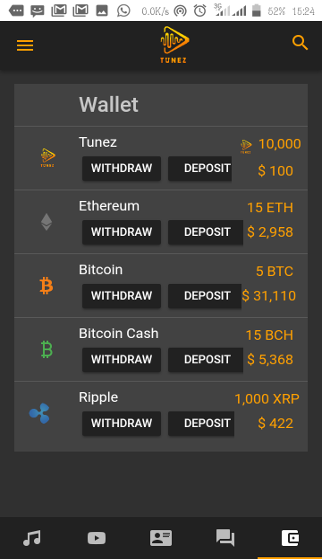 0.0K/s 3G 52% 15:24
TUNEZ
Wallet
Tunez 10,000
WITHDRAW DEPOSIT $ 100
Ethereum 15 ETH
WITHDRAW DEPOSIT $ 2,958
Bitcoin 5 BTC
WITHDRAW DEPOSIT $ 31,110
Bitcoin Cash 15 BCH
WITHDRAW DEPOSIT $ 5,368
Ripple 1,000 XRP
WITHDRAW DEPOSIT $ 422